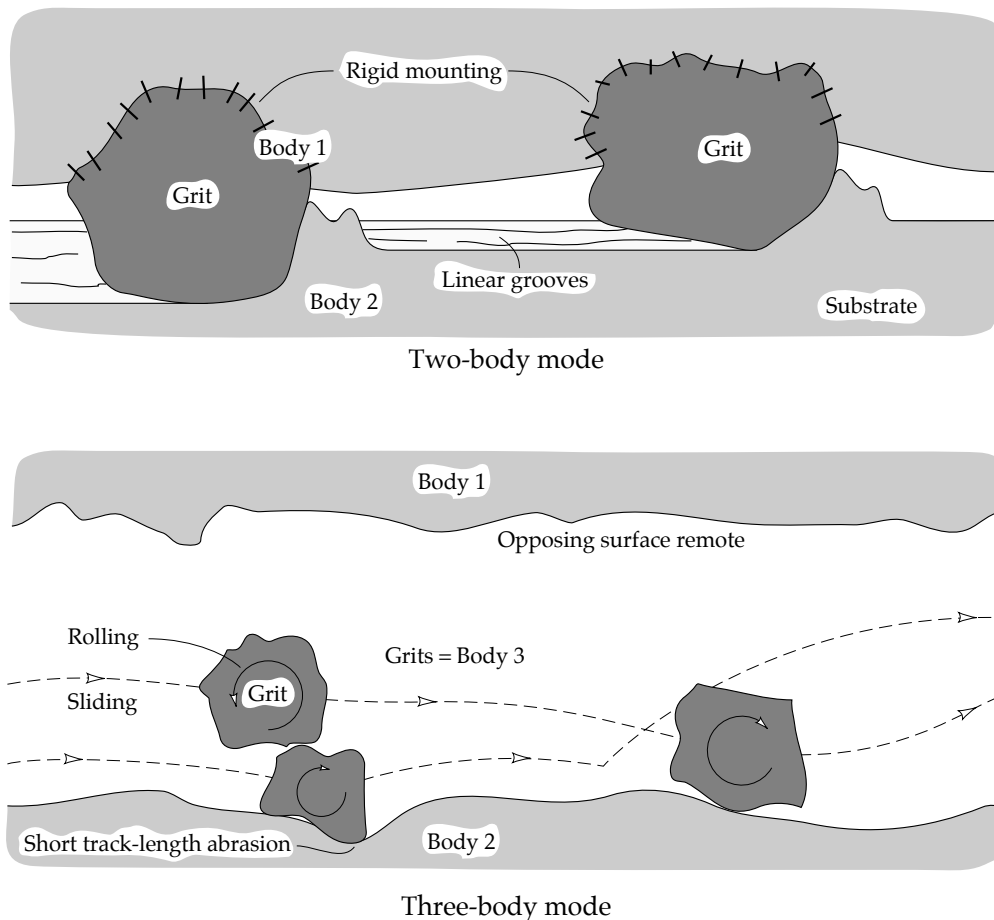 Rigid mounting
Body 1
Grit
Grit
Linear grooves
Body 2
Substrate
Two-body mode
Body 1
Opposing surface remote
Rolling
Grits = Body 3
Sliding
Grit
Short track-length abrasion
Body 2
Three-body mode